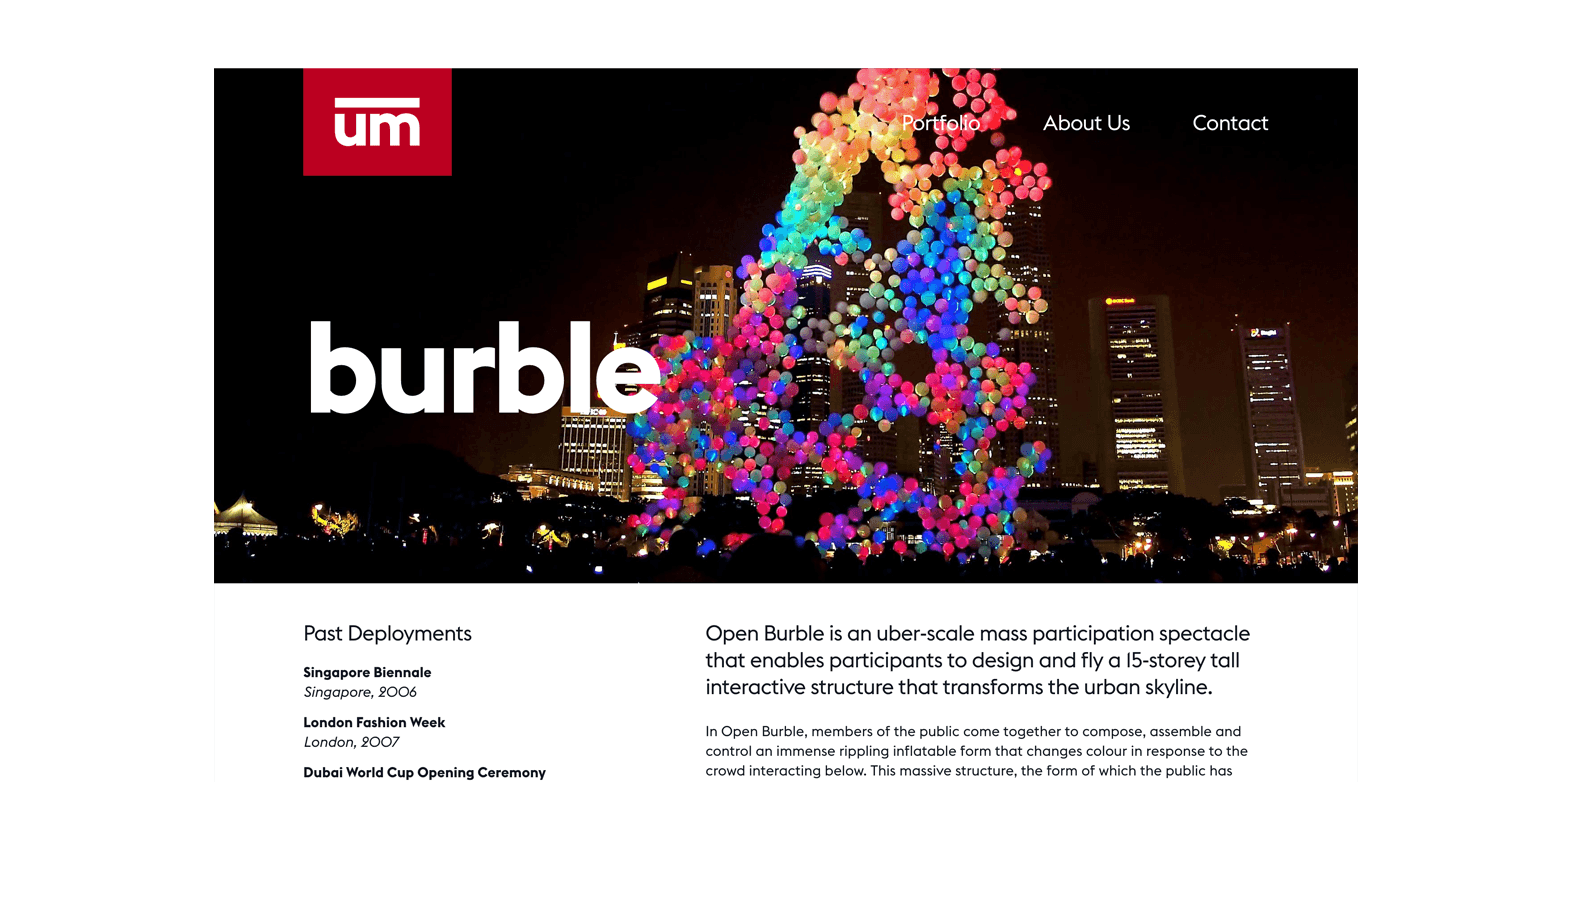 um
Portfolio
About Us
Contact
burble
Past Deployments
Singapore Biennale
Singapore, 2006
London Fashion Week
London, 2007
Dubai World Cup Opening Ceremony
Open Burble is an uber-scale mass participation spectacle
that enables participants to design and fly a 15-storey tall
interactive structure that transforms the urban skyline.
In Open Burble, members of the public come together to compose, assemble and
control an immense rippling inflatable form that changes colour in response to the
crowd interacting below. This massive structure, the form of which the public has